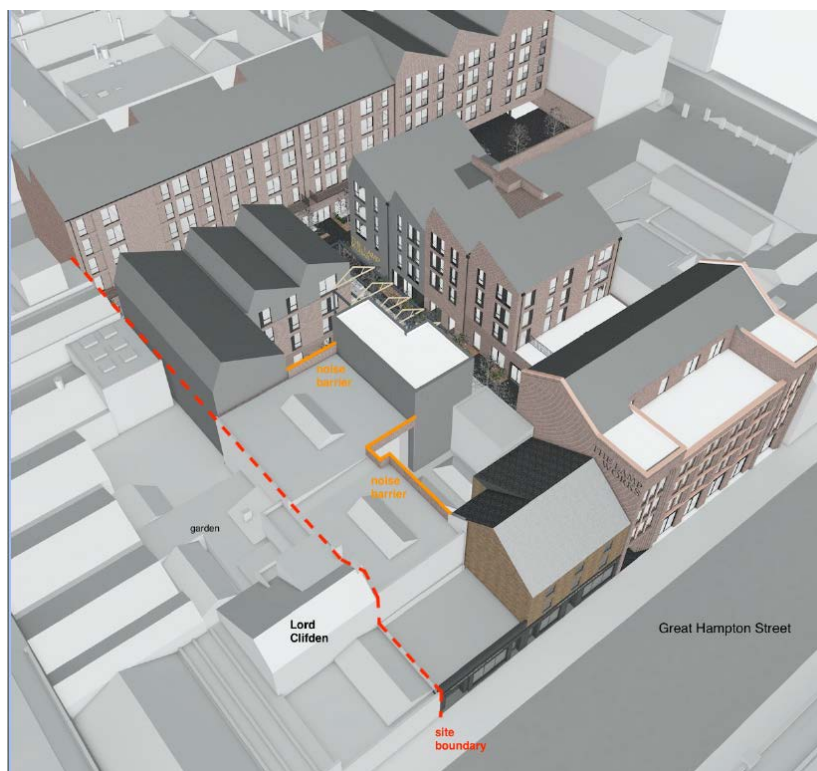 noise
barrier
THE LAMP
WORKS
noise
barrier
garden
Lord
Clifden
Great Hampton Street
site
boundary